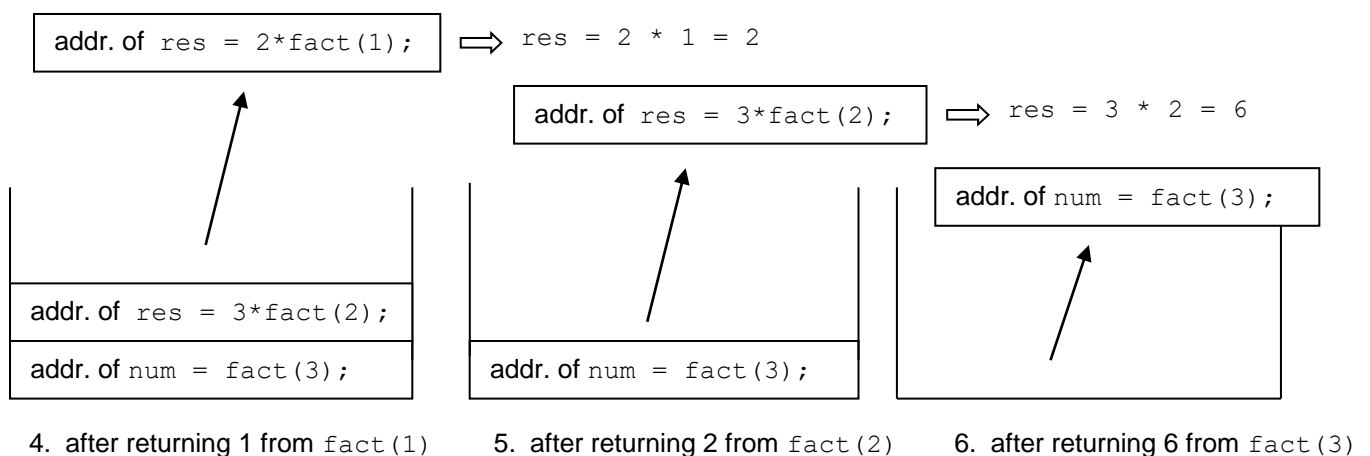 addr. of res = 2*fact(1);
res = 2 * 1 = 2
addr. of res = 3*fact(2);
res = 3 * 2 = 6
addr. of num = fact(3);
addr. of res = 3*fact(2);
addr. of num = fact(3);
addr. of num = fact(3);
4. after returning 1 from fact(1)
5. after returning 2 from fact(2)
6. after returning 6 from fact(3)